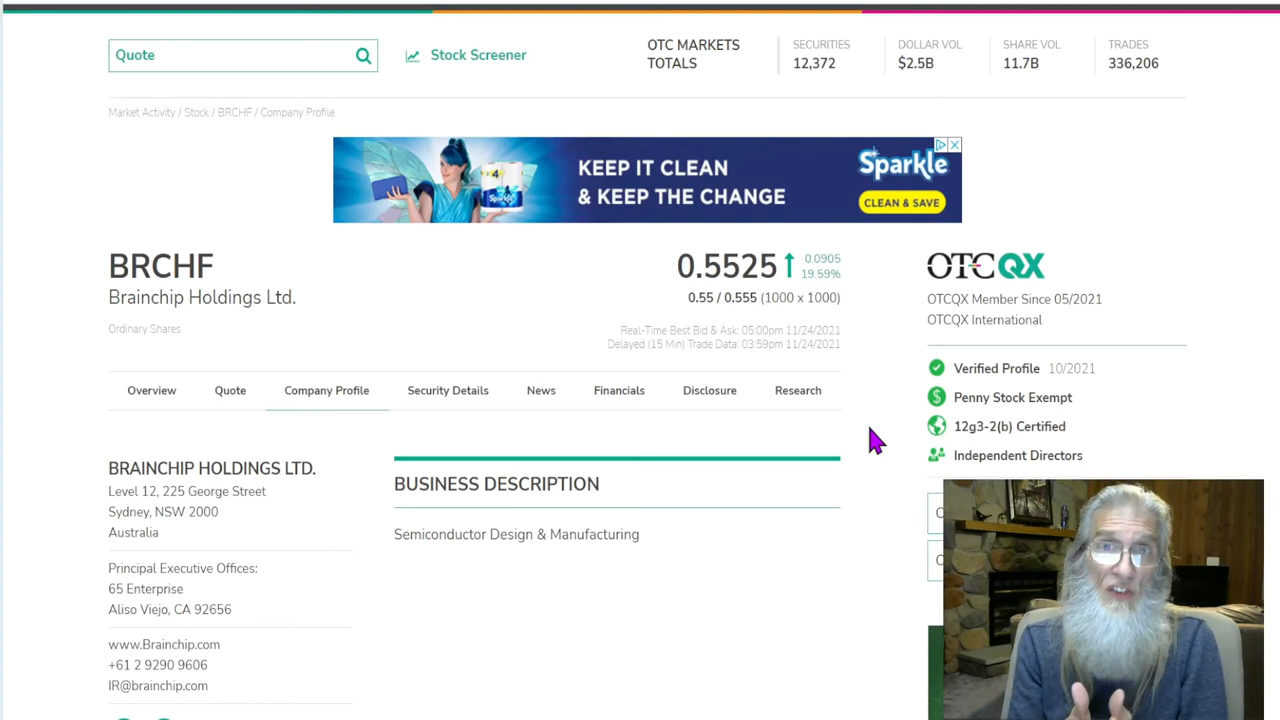 Quote
Stock Screener
OTC MARKETS
TOTALS
SECURITIES
12,372
DOLLAR VOL
$2.5B
SHARE VOL
11.7B
TRADES
336,206
Market Activity / Stock / BRCHF / Company Profile
KEEP IT CLEAN
& KEEP THE CHANGE
Sparkle
CLEAN & SAVE
BRCHF
Brainchip Holdings Ltd.
Ordinary Shares
0.5525
0.0905
19.59%
0.55 / 0.555 (1000 x 1000)
Real-Time Best Bid & Ask: 05:00pm 11/24/2021
Delayed (15 Min) Trade Data: 03:59pm 11/24/2021
OTCQX
OTCQX Member Since 05/2021
OTCQX International
Verified Profile 10/2021
Penny Stock Exempt
12g3-2(b) Certified
Independent Directors
Overview
Quote
Company Profile
Security Details
News
Financials
Disclosure
Research
BRAINCHIP HOLDINGS LTD.
Level 12, 225 George Street
Sydney, NSW 2000
Australia
Principal Executive Offices:
65 Enterprise
Aliso Viejo, CA 92656
www.Brainchip.com
+61 2 9290 9606
IR@brainchip.com
BUSINESS DESCRIPTION
Semiconductor Design & Manufacturing